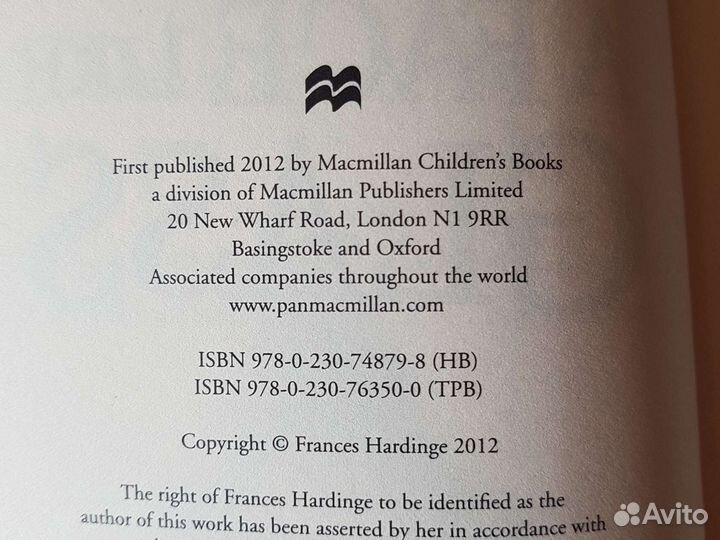 First published 2012 by Macmillan Children's Books
a division of Macmillan Publishers Limited
20 New Wharf Road, London N1 9RR
Basingstoke and Oxford
Associated companies throughout the world
www.panmacmillan.com
ISBN 978-0-230-74879-8 (HB)
ISBN 978-0-230-76350-0 (TPB)
Copyright © Frances Hardinge 2012
The right of Frances Hardinge to be identified as the
author of this work has been asserted by her in accordance with
Avito